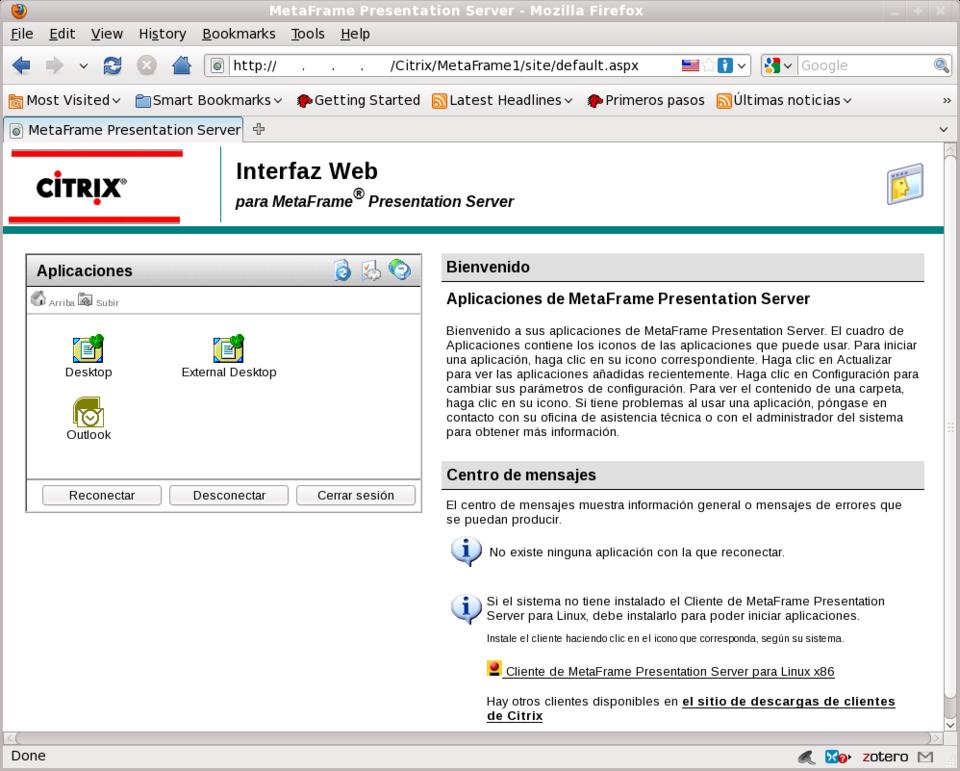 MetaFrame Presentation Server - Mozilla Firefox
File Edit View History Bookmarks Tools Help
http:// . . . /Citrix/MetaFrame1/site/default.aspx
Google
Most Visited Smart Bookmarks Getting Started Latest Headlines Primeros pasos Últimas noticias »
MetaFrame Presentation Server
CİTRIX®
Interfaz Web
para MetaFrame® Presentation Server
Aplicaciones
Arriba Subir
Desktop
External Desktop
Outlook
Reconectar
Desconectar
Cerrar sesión
Bienvenido
Aplicaciones de MetaFrame Presentation Server
Bienvenido a sus aplicaciones de MetaFrame Presentation Server. El cuadro de
Aplicaciones contiene los iconos de las aplicaciones que puede usar. Para iniciar
una aplicación, haga clic en su icono correspondiente. Haga clic en Actualizar
para ver las aplicaciones añadidas recientemente. Haga clic en Configuración para
cambiar sus parámetros de configuración. Para ver el contenido de una carpeta,
haga clic en su icono. Si tiene problemas al usar una aplicación, póngase en
contacto con su oficina de asistencia técnica o con el administrador del sistema
para obtener más información.
Centro de mensajes
El centro de mensajes muestra información general o mensajes de errores que
se puedan producir.
No existe ninguna aplicación con la que reconectar.
Si el sistema no tiene instalado el Cliente de MetaFrame Presentation
Server para Linux, debe instalarlo para poder iniciar aplicaciones.
Instale el cliente haciendo clic en el icono que corresponda, según su sistema.
Cliente de MetaFrame Presentation Server para Linux x86
Hay otros clientes disponibles en el sitio de descargas de clientes
de Citrix
Done
zotero